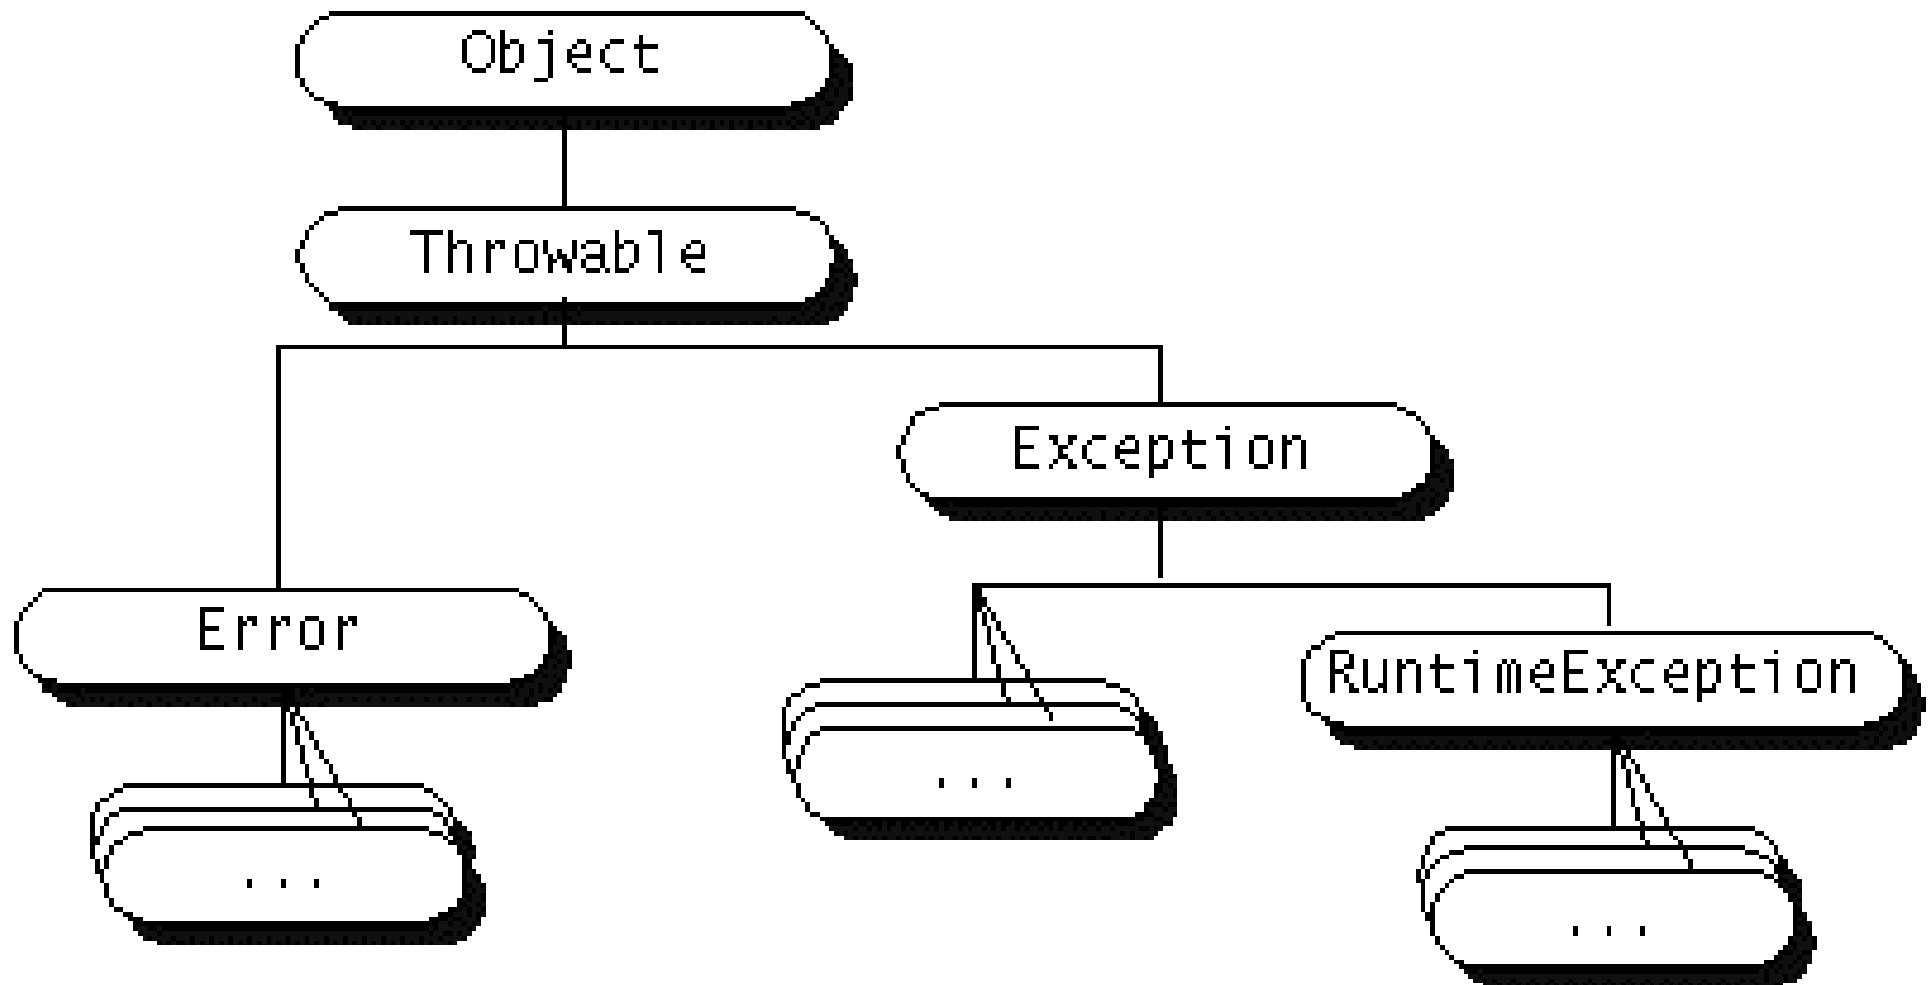 Object
Throwable
Exception
Error
RuntimeException
. . .
. . .
. . .